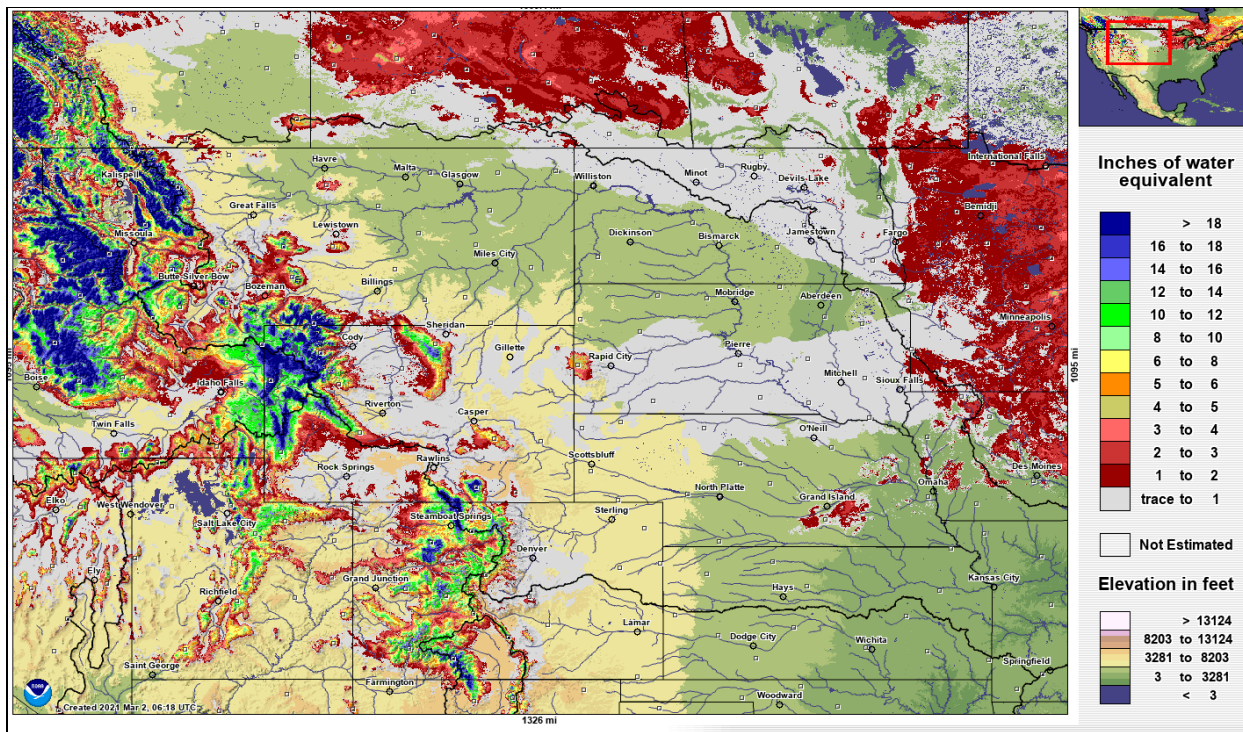 Havre
Malta
Glasgow
Williston
Minot
Rugby
Devils Lake
International Falls
Kalispell
Great Falls
Bemidji
Missoula
Lewistown
Dickinson
Bismarck
Jamestown
Fargo
Miles City
Butte-Silver Bow
Bozeman
Billings
Mobridge
Aberdeen
Minneapolis
Sheridan
Cody
Gillette
Rapid City
Pierre
1095 mi
Boise
Idaho Falls
Mitchell
Sioux Falls
1095 mi
Riverton
Casper
Twin Falls
O'Neill
Rawlins
Rock Springs
Scottsbluff
Des Moines
Elko
West Wendover
North Platte
Grand Island
Omaha
Salt Lake City
Steamboat Springs
Sterling
Denver
Ely
Grand Junction
Kansas City
Richfield
Hays
Lamar
Dodge City
Wichita
Saint George
Springfield
Farmington
Woodward
NOAA
Created 2021 Mar 2, 06:18 UTC
1326 mi
Inches of water
equivalent
> 18
16 to 18
14 to 16
12 to 14
10 to 12
8 to 10
6 to 8
5 to 6
4 to 5
3 to 4
2 to 3
1 to 2
trace to 1
Not Estimated
Elevation in feet
> 13124
8203 to 13124
3281 to 8203
3 to 3281
< 3